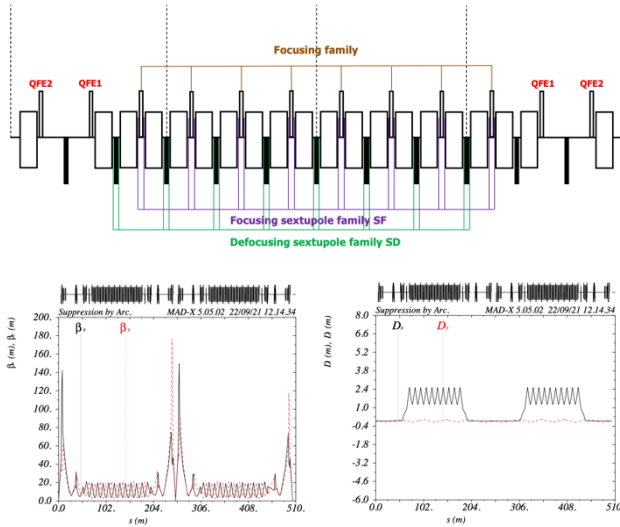 Focusing family
QFE2 QFE1 QFE1 QFE2
Focusing sextupole family SF
Defocusing sextupole family SD
Suppression by Arc. MAD-X 5.05.02 22/09/21 12.14.34
200.
180.
160.
140.
120.
100.
80.
60.
40.
20.
0.0
0.0 102. 204. 306. 408. 510.
s (m)
βx (m), βy (m)
βx βy
Suppression by Arc. MAD-X 5.05.02 22/09/21 12.14.34
8.0
6.8
5.2
3.8
2.4
1.0
-0.4
-1.8
-3.2
-4.6
-6.0
0.0 102. 204. 306. 408. 510.
s (m)
D (m), D (m)
Dx Dy